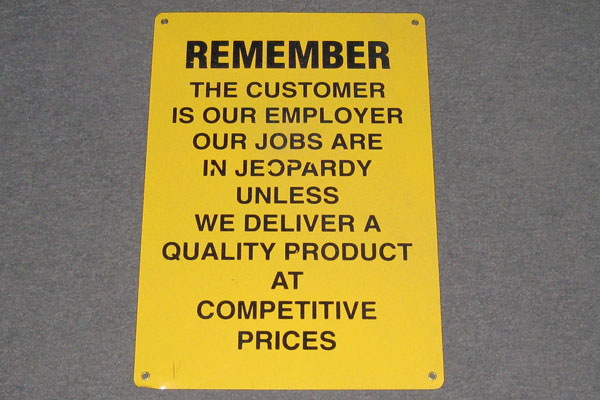 REMEMBER
THE CUSTOMER
IS OUR EMPLOYER
OUR JOBS ARE
IN JEOPARDY
UNLESS
WE DELIVER A
QUALITY PRODUCT
AT
COMPETITIVE
PRICES